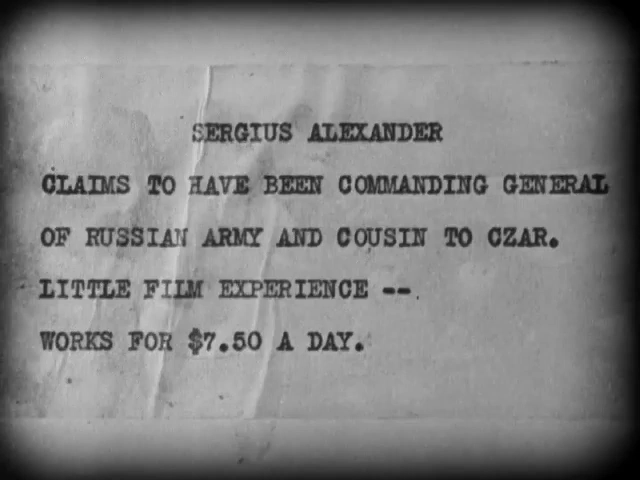 SERGIUS ALEXANDER
CLAIMS TO HAVE BEEN COMMANDING GENERAL
OF RUSSIAN ARMY AND COUSIN TO CZAR.
LITTLE FILM EXPERIENCE --
WORKS FOR $7.50 A DAY.